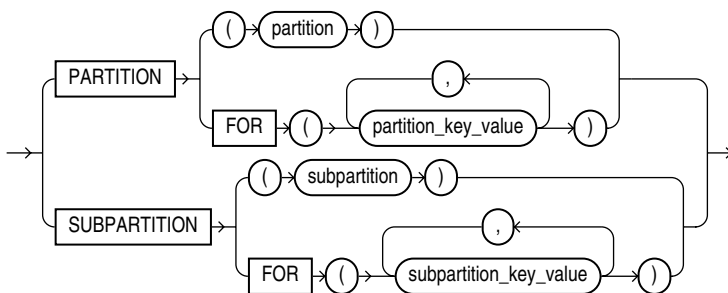 ( partition )
PARTITION
,
FOR ( partition_key_value )
( subpartition )
SUBPARTITION
,
FOR ( subpartition_key_value )